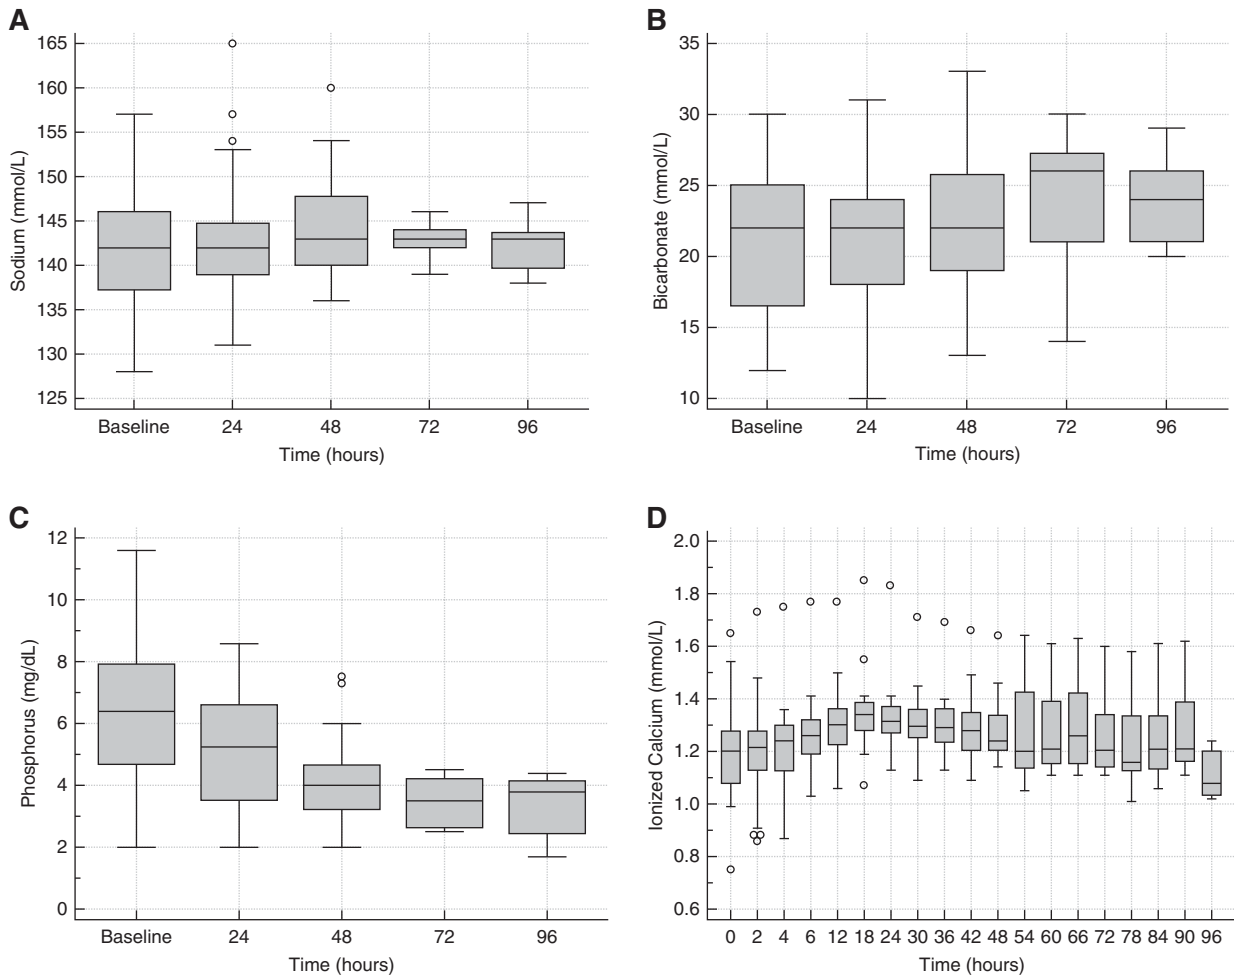 A
165
160
155
150
145
140
135
130
125
Sodium (mmol/L)
Baseline 24 48 72 96
Time (hours)
B
35
30
25
20
15
10
Bicarbonate (mmol/L)
Baseline 24 48 72 96
Time (hours)
C
12
10
8
6
4
2
0
Phosphorus (mg/dL)
Baseline 24 48 72 96
Time (hours)
D
2.0
1.8
1.6
1.4
1.2
1.0
0.8
0.6
Ionized Calcium (mmol/L)
0 2 4 6 12 18 24 30 36 42 48 54 60 66 72 78 84 90 96
Time (hours)